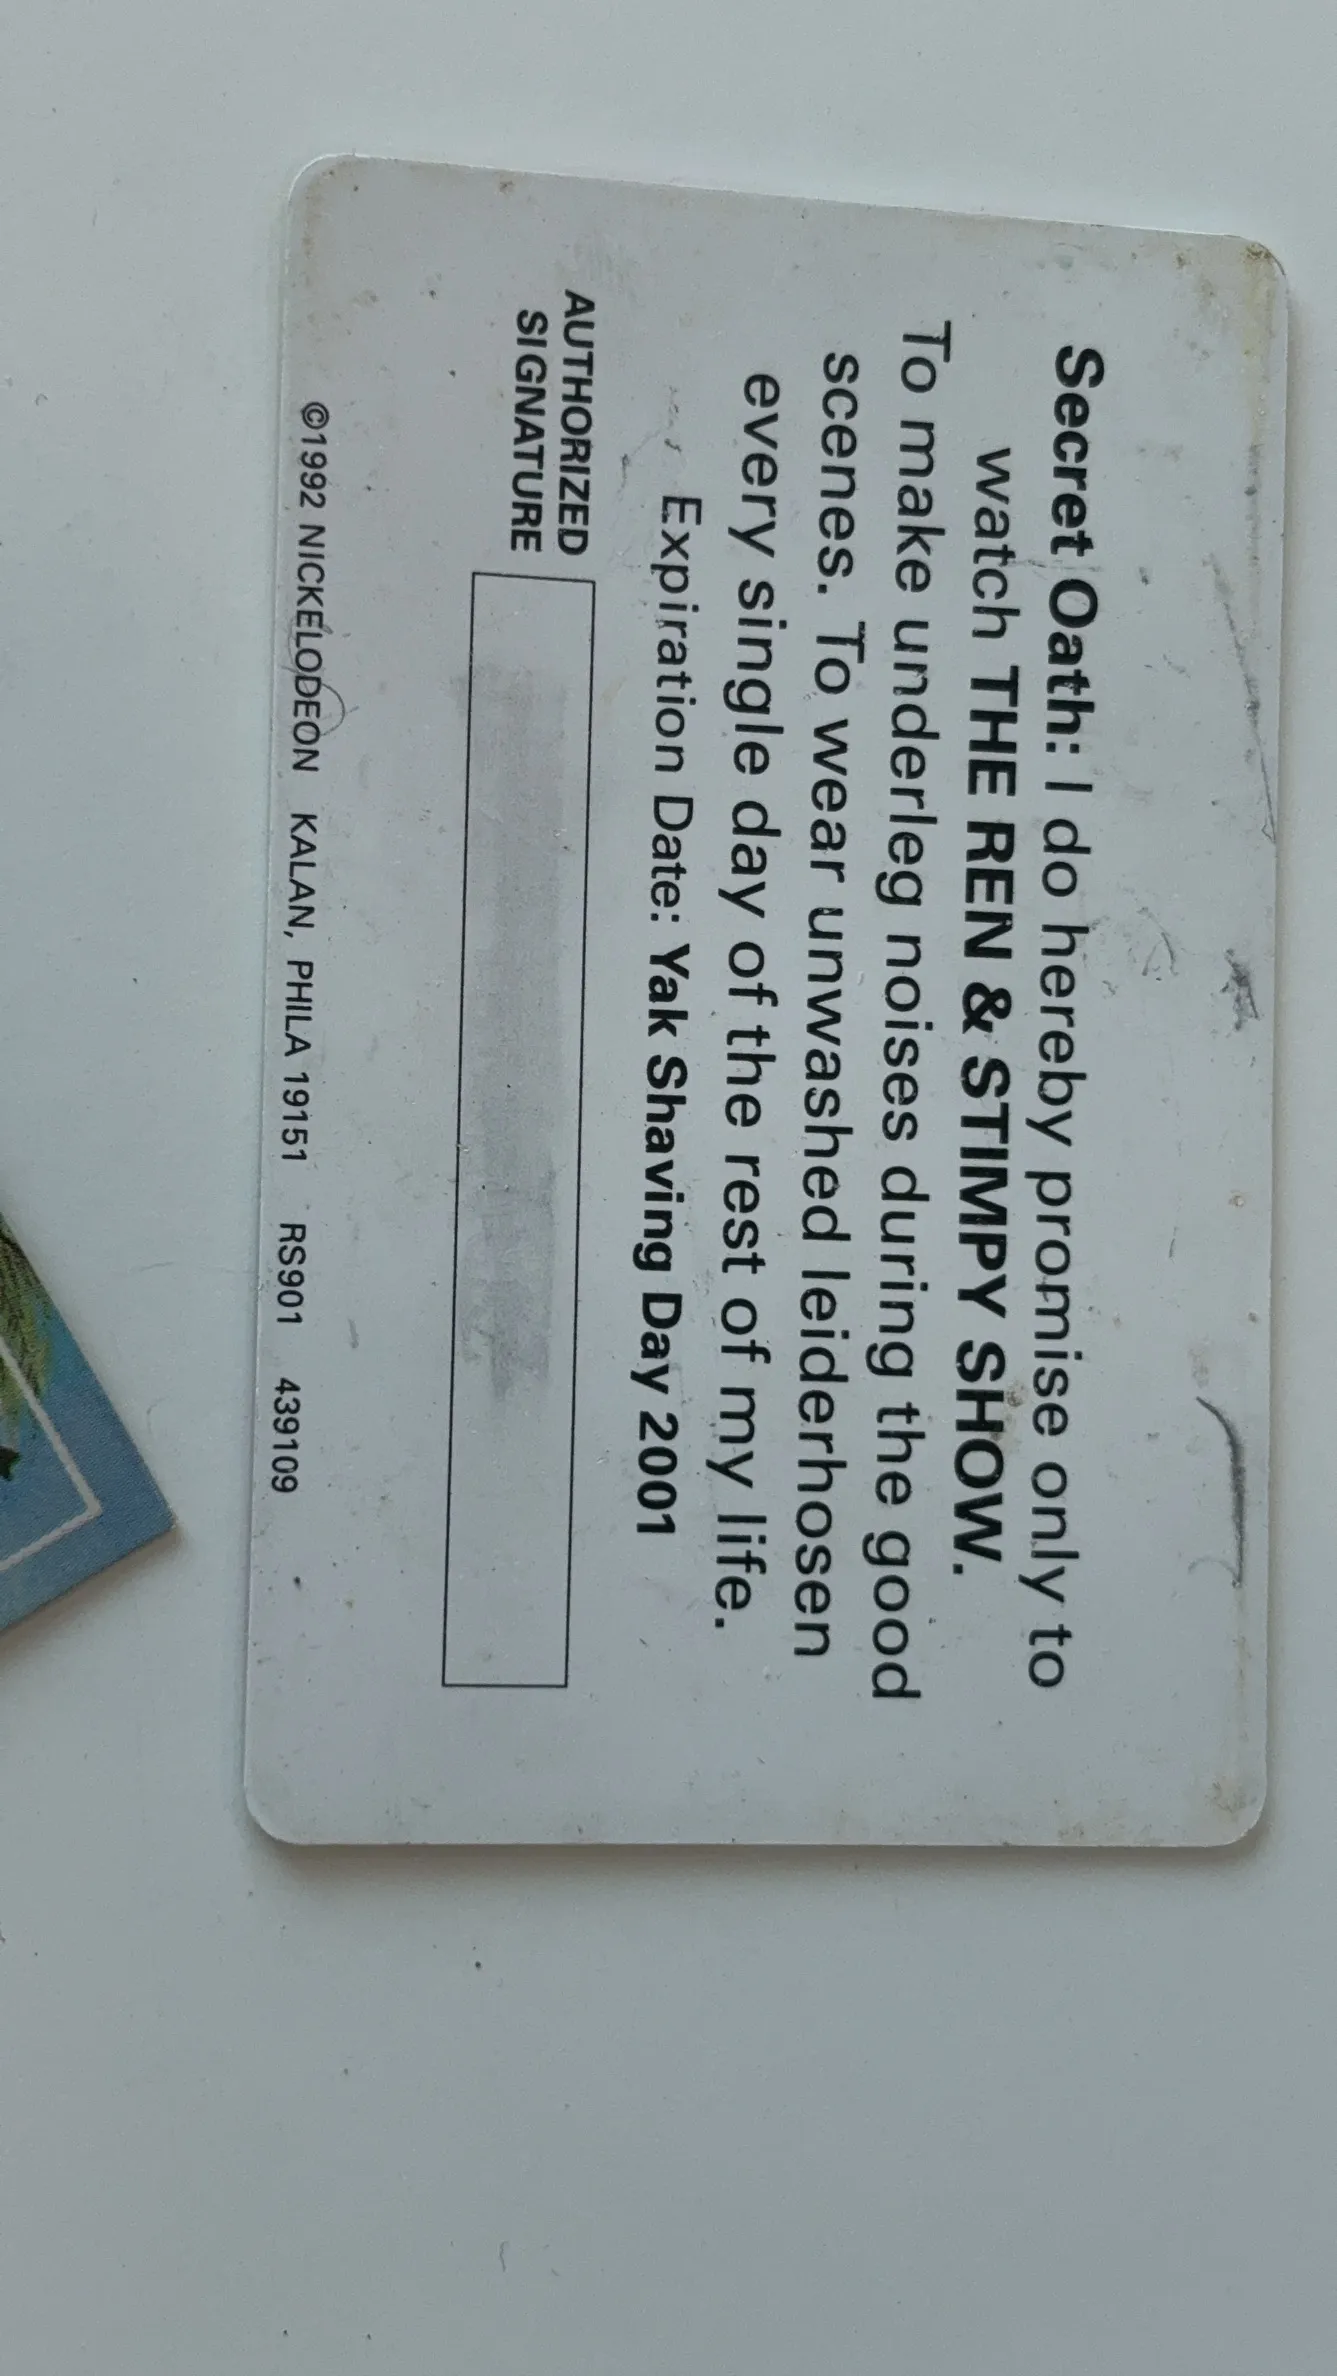 Secret Oath: I do hereby promise only to
watch THE REN & STIMPY SHOW.
To make underleg noises during the good
scenes. To wear unwashed leiderhosen
every single day of the rest of my life.
Expiration Date: Yak Shaving Day 2001
AUTHORIZED
SIGNATURE
©1992 NICKELODEON KALAN, PHILA 19151 RS901 439109